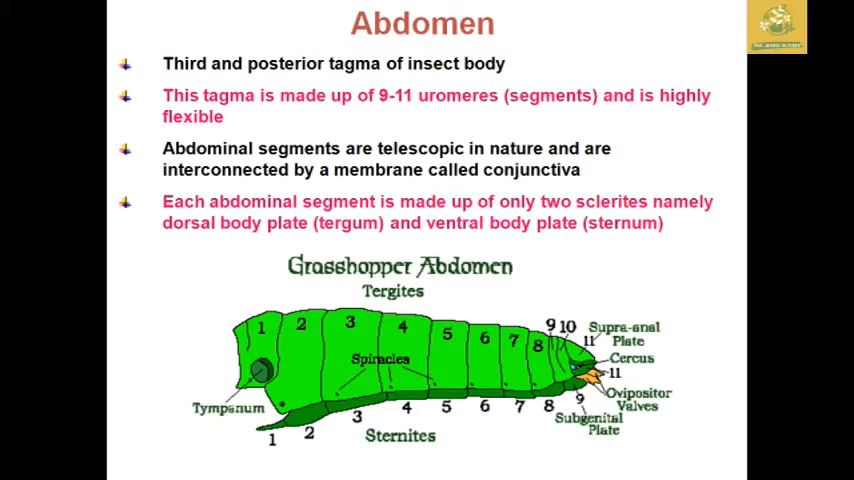 Abdomen
Third and posterior tagma of insect body
This tagma is made up of 9-11 uromeres (segments) and is highly
flexible
Abdominal segments are telescopic in nature and are
interconnected by a membrane called conjunctiva
Each abdominal segment is made up of only two sclerites namely
dorsal body plate (tergum) and ventral body plate (sternum)
Grasshopper Abdomen
Tergites
1 2 3 4 5 6 7 8 9 10 11
Supra-anal
Plate
Spiracles
Cercus
11
Tympanum
Ovipositor
Valves
1 2 3 4 5 6 7 8 9
Subgenital
Plate
Sternites